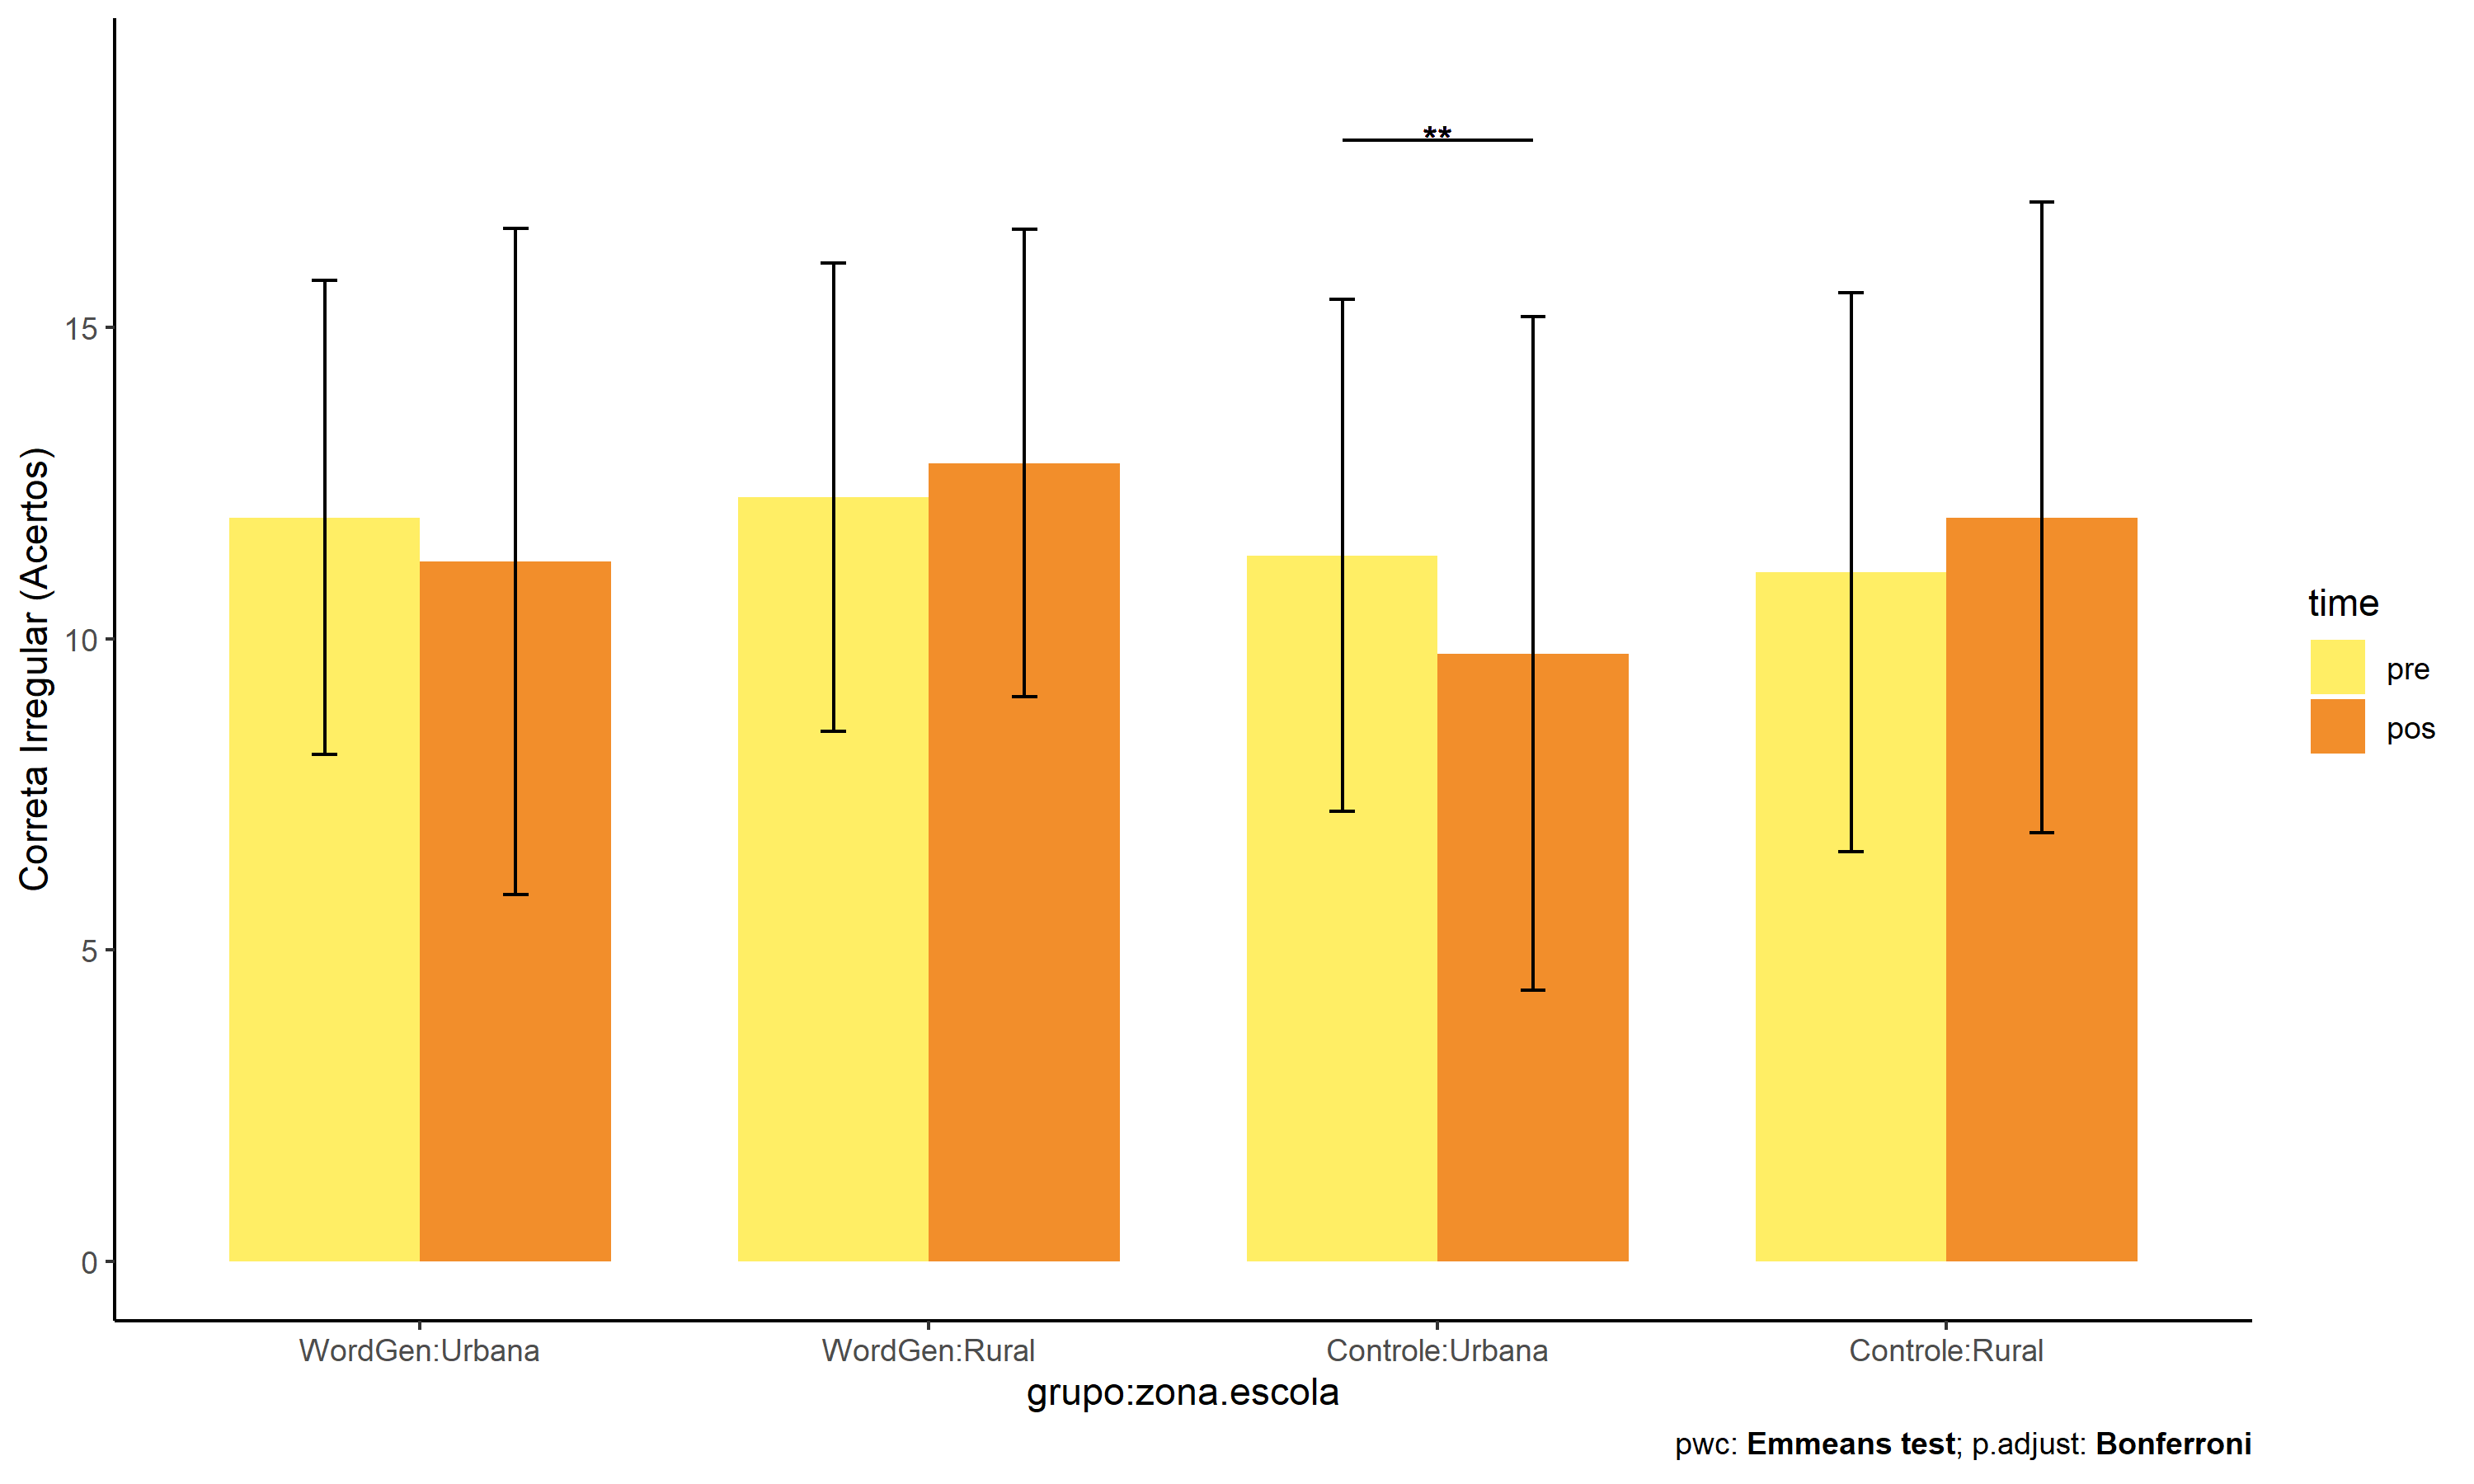 **
15
10
5
0
Correta Irregular (Acertos)
WordGen:Urbana
WordGen:Rural
Controle:Urbana
Controle:Rural
grupo:zona.escola
time
pre
pos
pwc: Emmeans test; p.adjust: Bonferroni